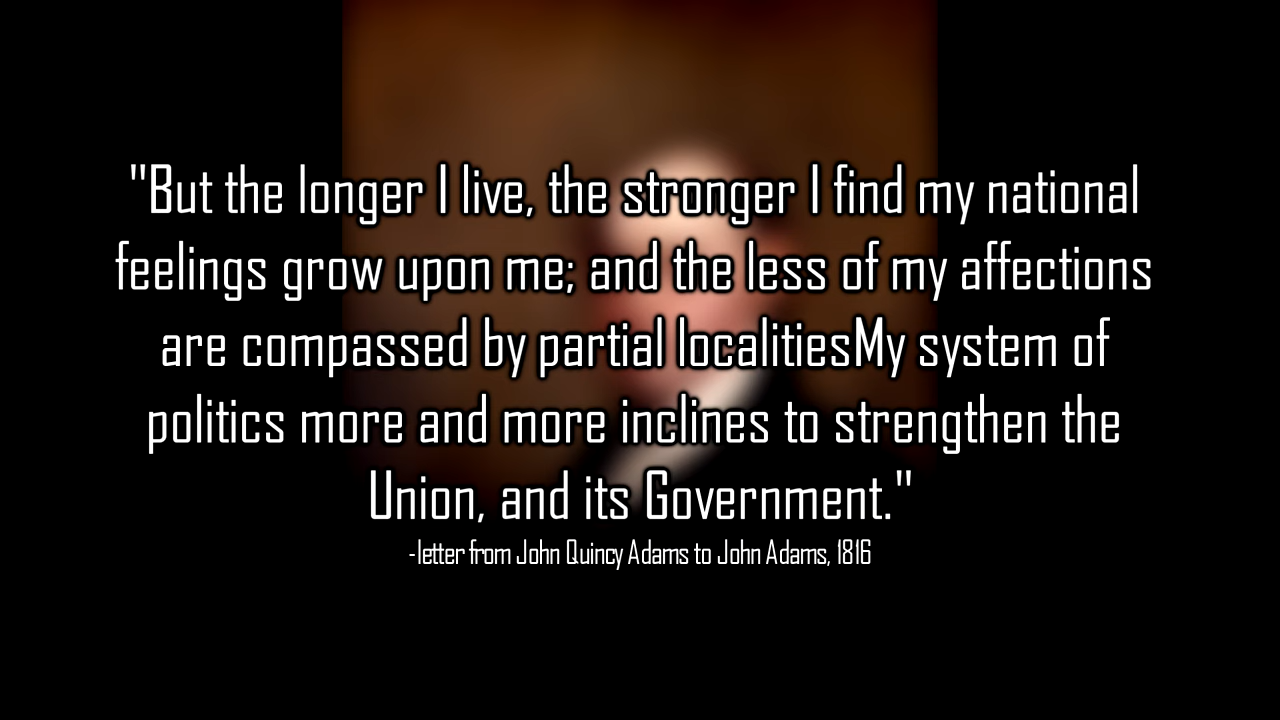 "But the longer I live, the stronger I find my national
feelings grow upon me; and the less of my affections
are compassed by partial localitiesMy system of
politics more and more inclines to strengthen the
Union, and its Government."
-letter from John Quincy Adams to John Adams, 1816